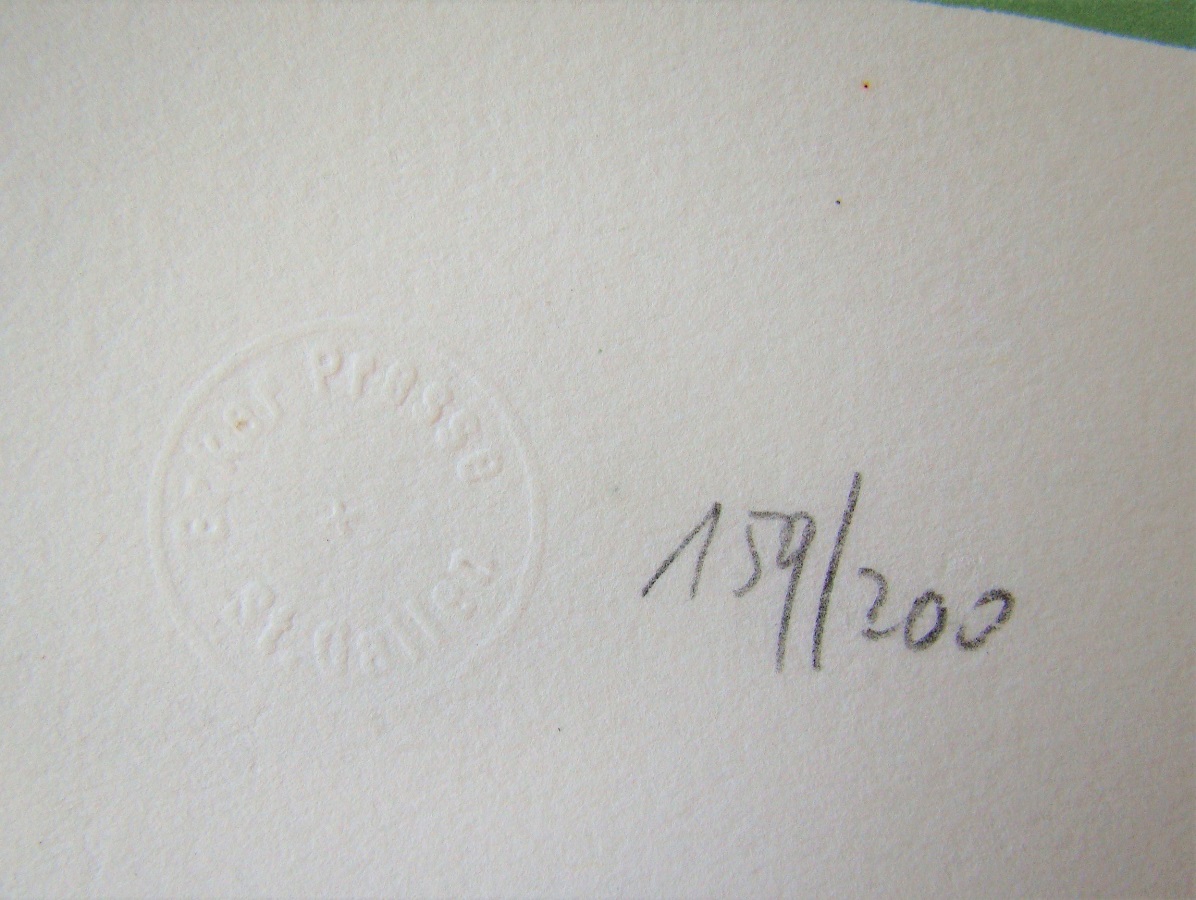 erker presse
st. gallen
159/200